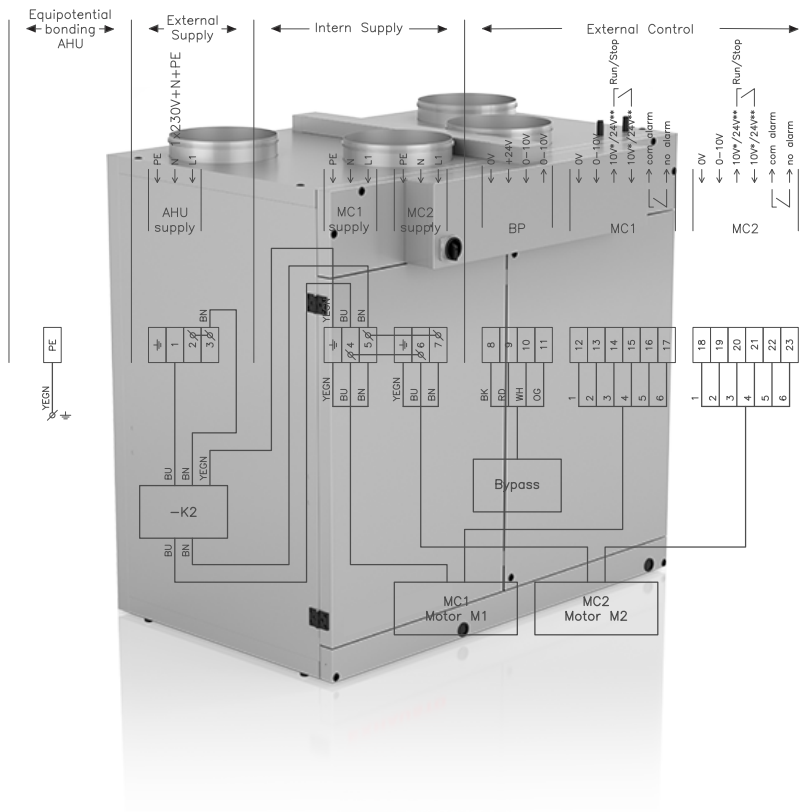 Equipotential
bonding
AHU
External
Supply
Intern Supply
External Control
230V+N+PE
Run/Stop
Run/Stop
PE
N
L1
PE
N
L1
PE
N
L1
0V
+24V
0-10V
0-10V
0V
0-10V
10V*/24V**
10V*/24V**
com alarm
no alarm
0V
0-10V
10V*/24V**
10V*/24V**
com alarm
no alarm
AHU
supply
MC1
supply
MC2
supply
BP
MC1
MC2
BN
YEGN
BU
BN
PE
1
2
3
4
5
6
7
8
9
10
11
12
13
14
15
16
17
18
19
20
21
22
23
YEGN
YEGN
BU
BN
YEGN
BU
BN
BK
RD
WH
OG
1
2
3
4
5
6
1
2
3
4
5
6
BU
BN
YEGN
-K2
Bypass
BU
BN
MC1
Motor M1
MC2
Motor M2